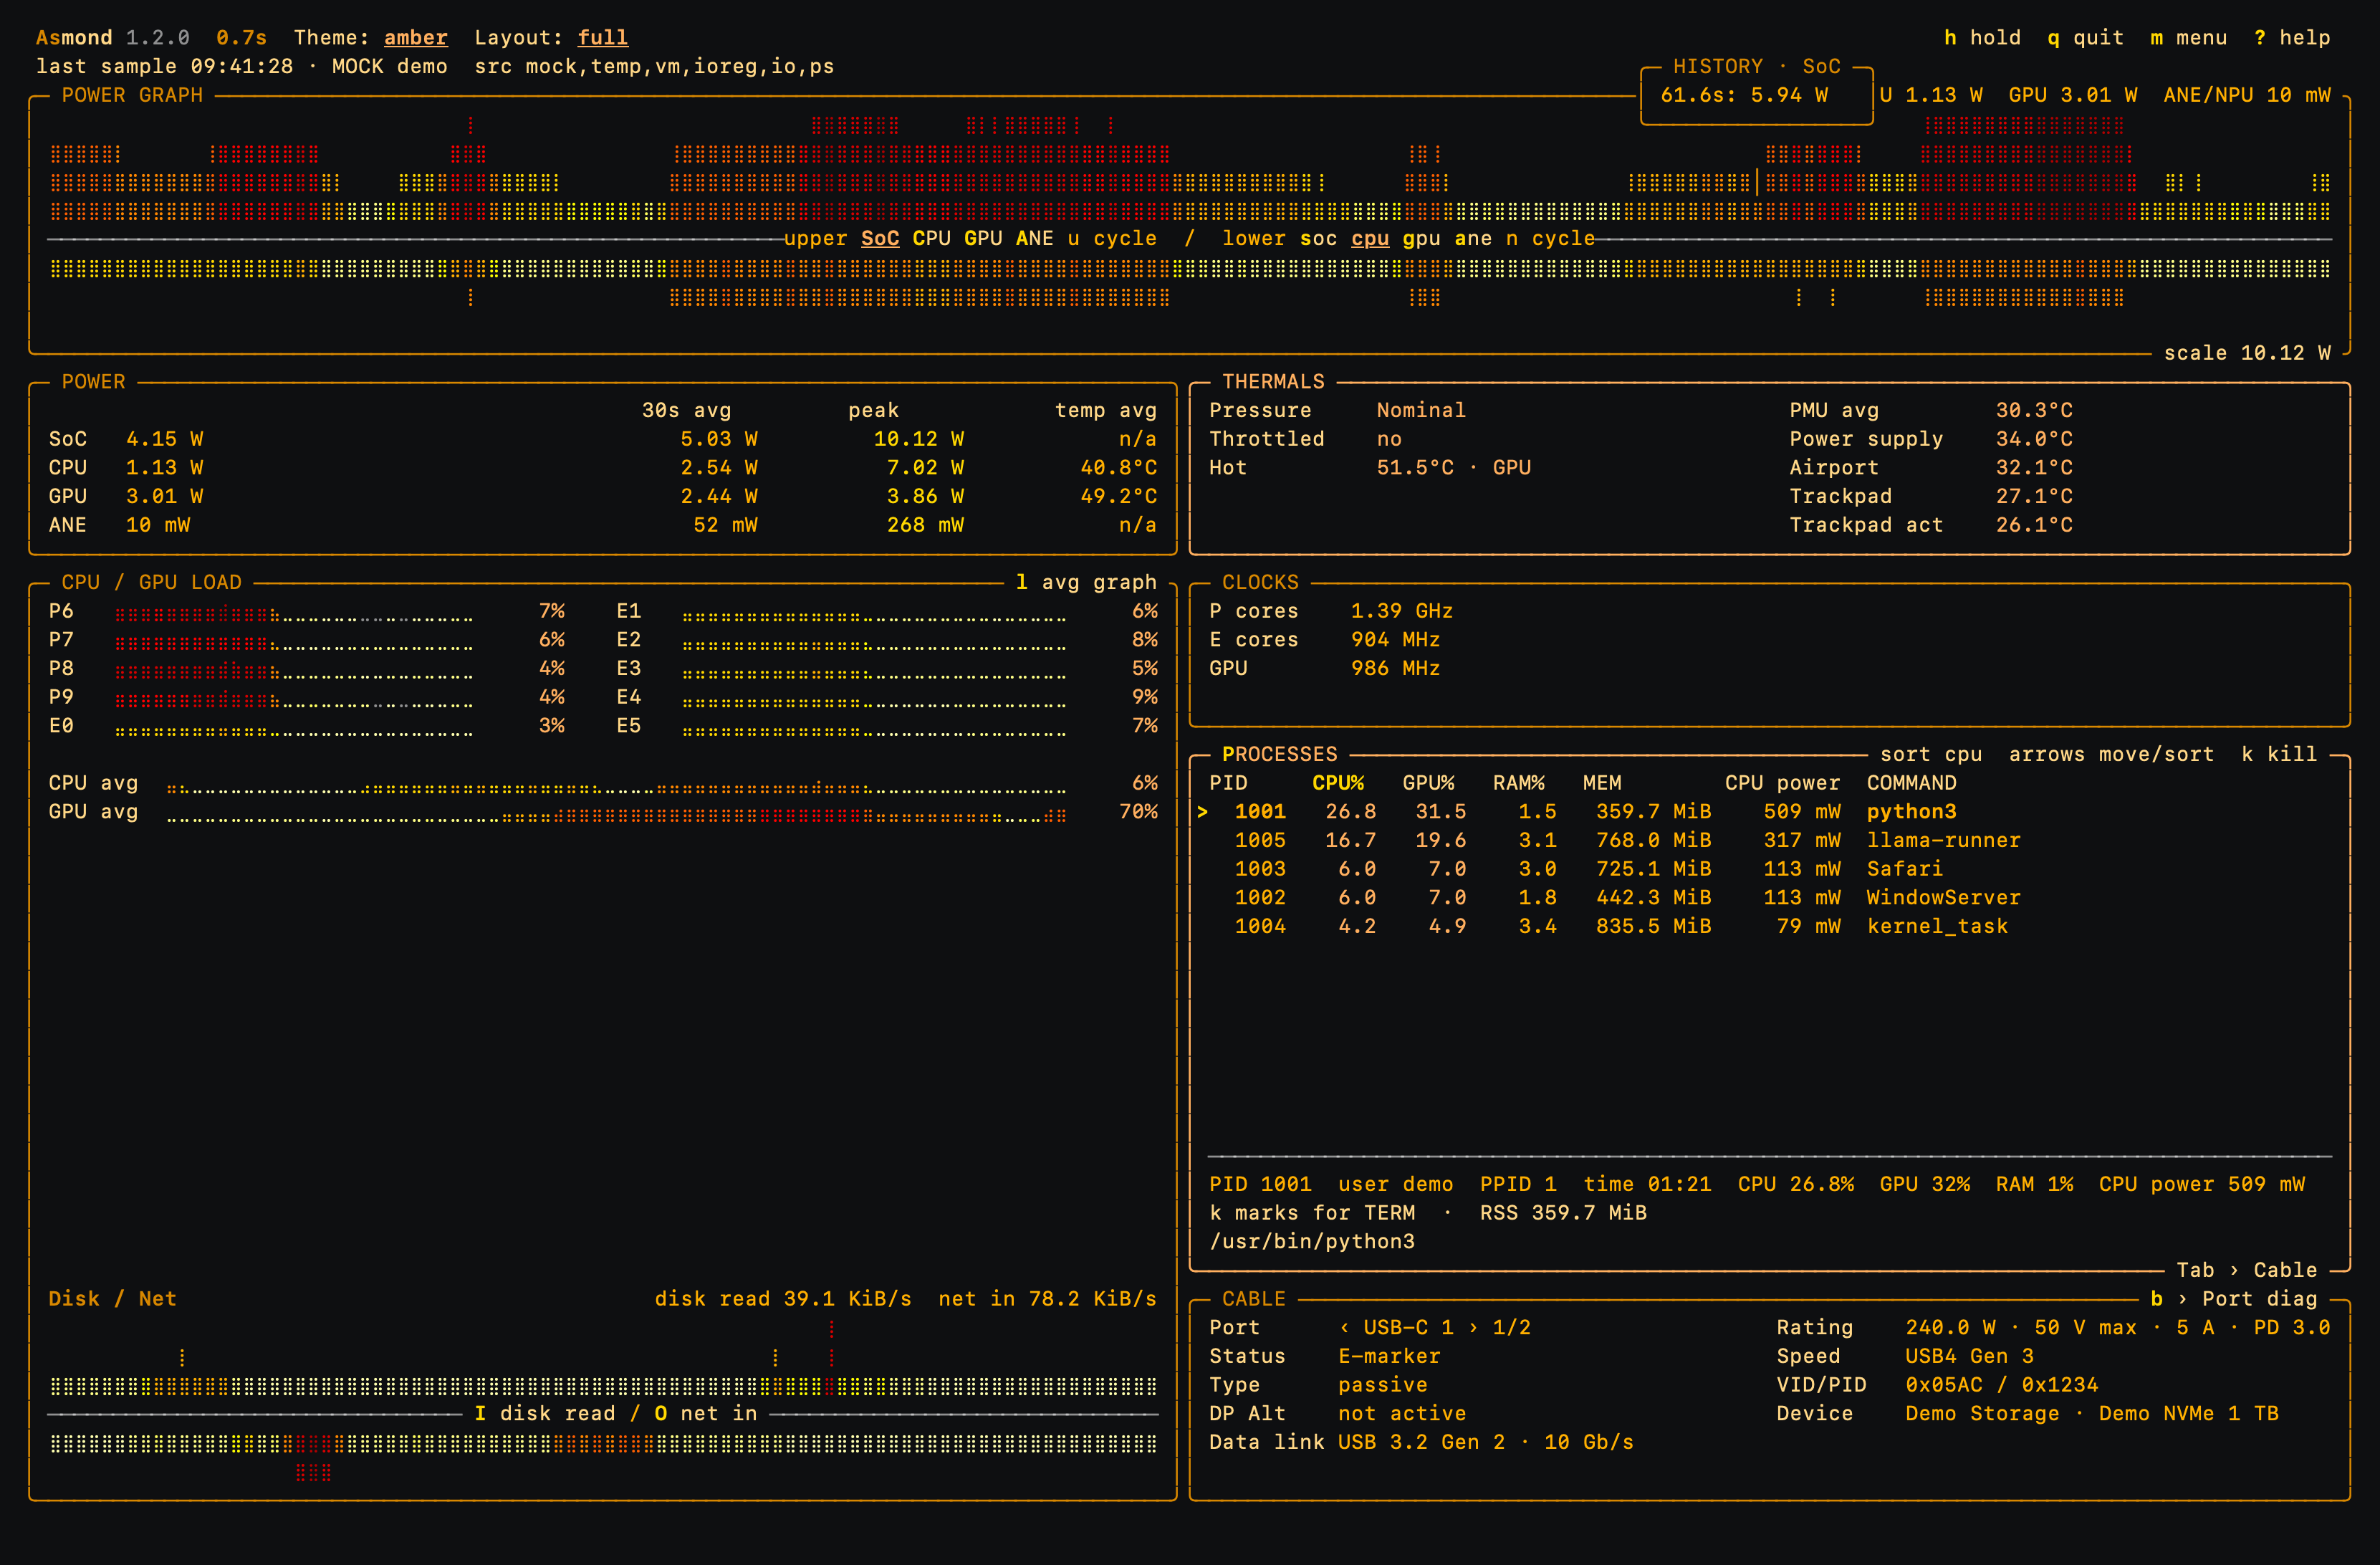 Asmond 1.2.0 0.7s Theme: amber Layout: full h hold q quit m menu ? help
last sample 09:41:28 · MOCK demo src mock,temp,vm,ioreg,io,ps
HISTORY · SoC
61.6s: 5.94 W
POWER GRAPH U 1.13 W GPU 3.01 W ANE/NPU 10 mW
upper SoC CPU GPU ANE u cycle / lower soc cpu gpu ane n cycle
scale 10.12 W
POWER
30s avg peak temp avg
SoC 4.15 W 5.03 W 10.12 W n/a
CPU 1.13 W 2.54 W 7.02 W 40.8°C
GPU 3.01 W 2.44 W 3.86 W 49.2°C
ANE 10 mW 52 mW 268 mW n/a
THERMALS
Pressure Nominal PMU avg 30.3°C
Throttled no Power supply 34.0°C
Hot 51.5°C · GPU Airport 32.1°C
Trackpad 27.1°C
Trackpad act 26.1°C
CPU / GPU LOAD l avg graph
P6 7% E1 6%
P7 6% E2 8%
P8 4% E3 5%
P9 4% E4 9%
E0 3% E5 7%
CPU avg 6%
GPU avg 70%
Disk / Net disk read 39.1 KiB/s net in 78.2 KiB/s
I disk read / O net in
CLOCKS
P cores 1.39 GHz
E cores 904 MHz
GPU 986 MHz
PROCESSES sort cpu arrows move/sort k kill
PID CPU% GPU% RAM% MEM CPU power COMMAND
> 1001 26.8 31.5 1.5 359.7 MiB 509 mW python3
1005 16.7 19.6 3.1 768.0 MiB 317 mW llama-runner
1003 6.0 7.0 3.0 725.1 MiB 113 mW Safari
1002 6.0 7.0 1.8 442.3 MiB 113 mW WindowServer
1004 4.2 4.9 3.4 835.5 MiB 79 mW kernel_task
PID 1001 user demo PPID 1 time 01:21 CPU 26.8% GPU 32% RAM 1% CPU power 509 mW
k marks for TERM · RSS 359.7 MiB
/usr/bin/python3
Tab › Cable
CABLE b › Port diag
Port ‹ USB-C 1 › 1/2 Rating 240.0 W · 50 V max · 5 A · PD 3.0
Status E-marker Speed USB4 Gen 3
Type passive VID/PID 0x05AC / 0x1234
DP Alt not active Device Demo Storage · Demo NVMe 1 TB
Data link USB 3.2 Gen 2 · 10 Gb/s